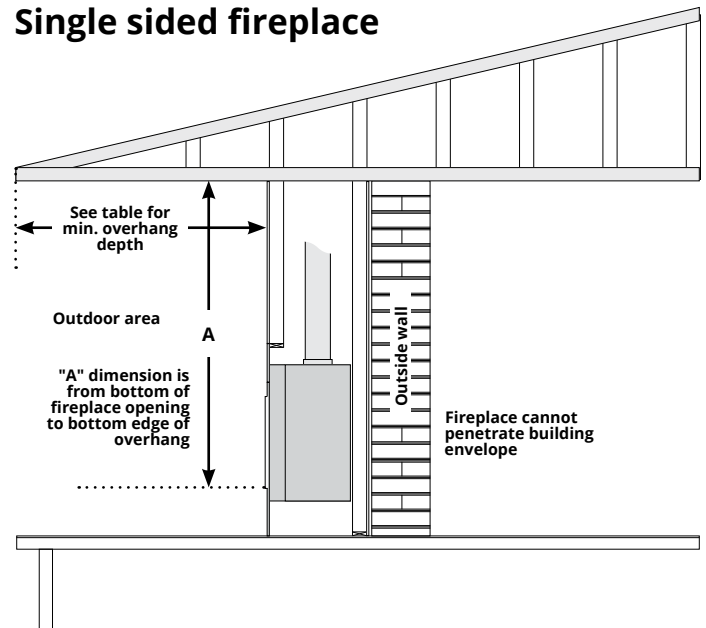 Single sided fireplace
See table for
min. overhang
depth
Outdoor area
A
"A" dimension is
from bottom of
fireplace opening
to bottom edge of
overhang
Outside wall
Fireplace cannot
penetrate building
envelope